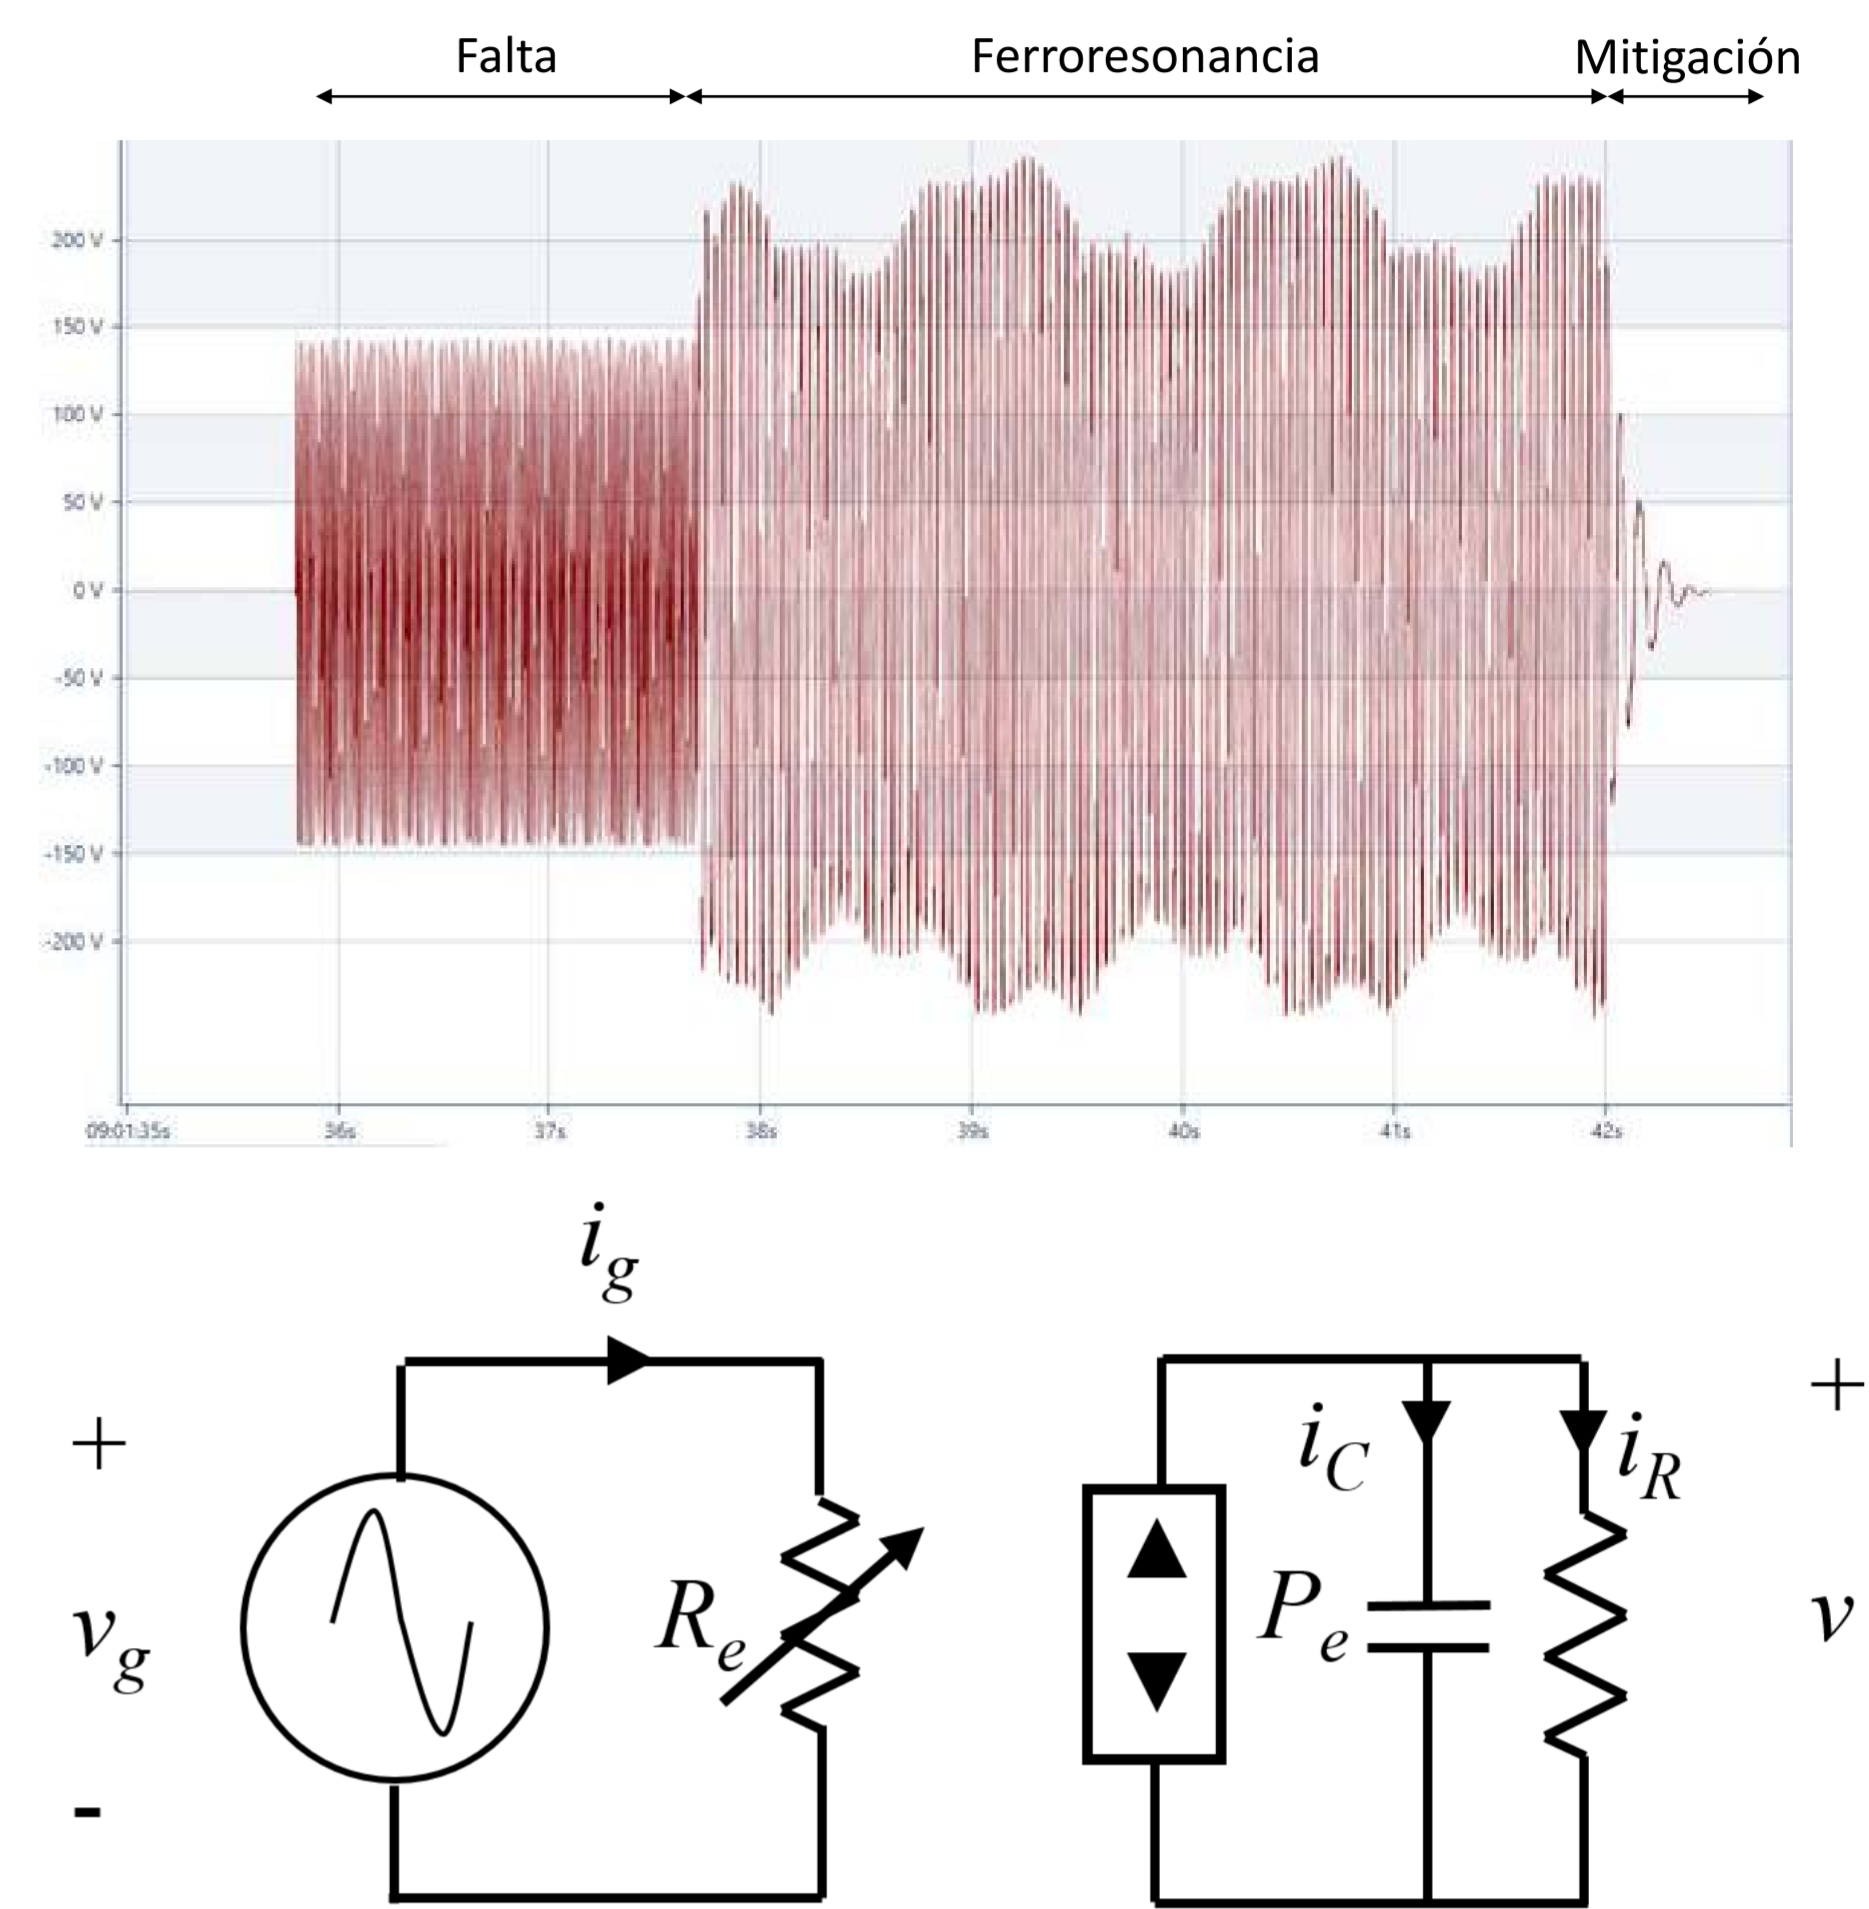 Falta Ferroresonancia Mitigación
200 V
150 V
100 V
50 V
0 V
-50 V
-100 V
-150 V
-200 V
09:01:35s 36s 37s 38s 39s 40s 41s 42s
i_g
+ +
i_C i_R
v_g R_e P_e v
-